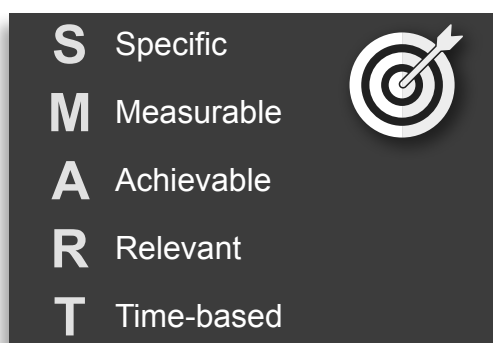 S Specific
M Measurable
A Achievable
R Relevant
T Time-based